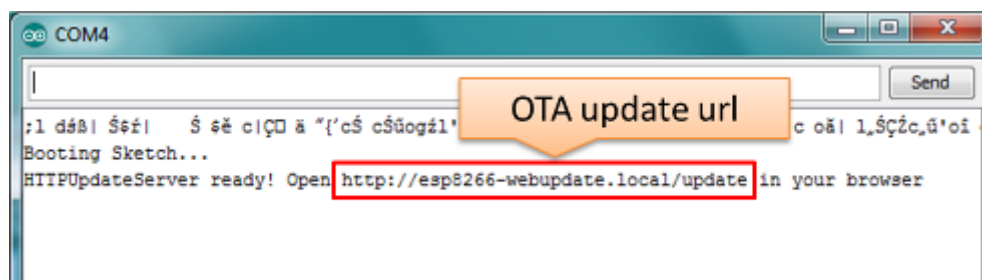 COM4
Send
OTA update url
Booting Sketch...
HTTPUpdateServer ready! Open http://esp8266-webupdate.local/update in your browser